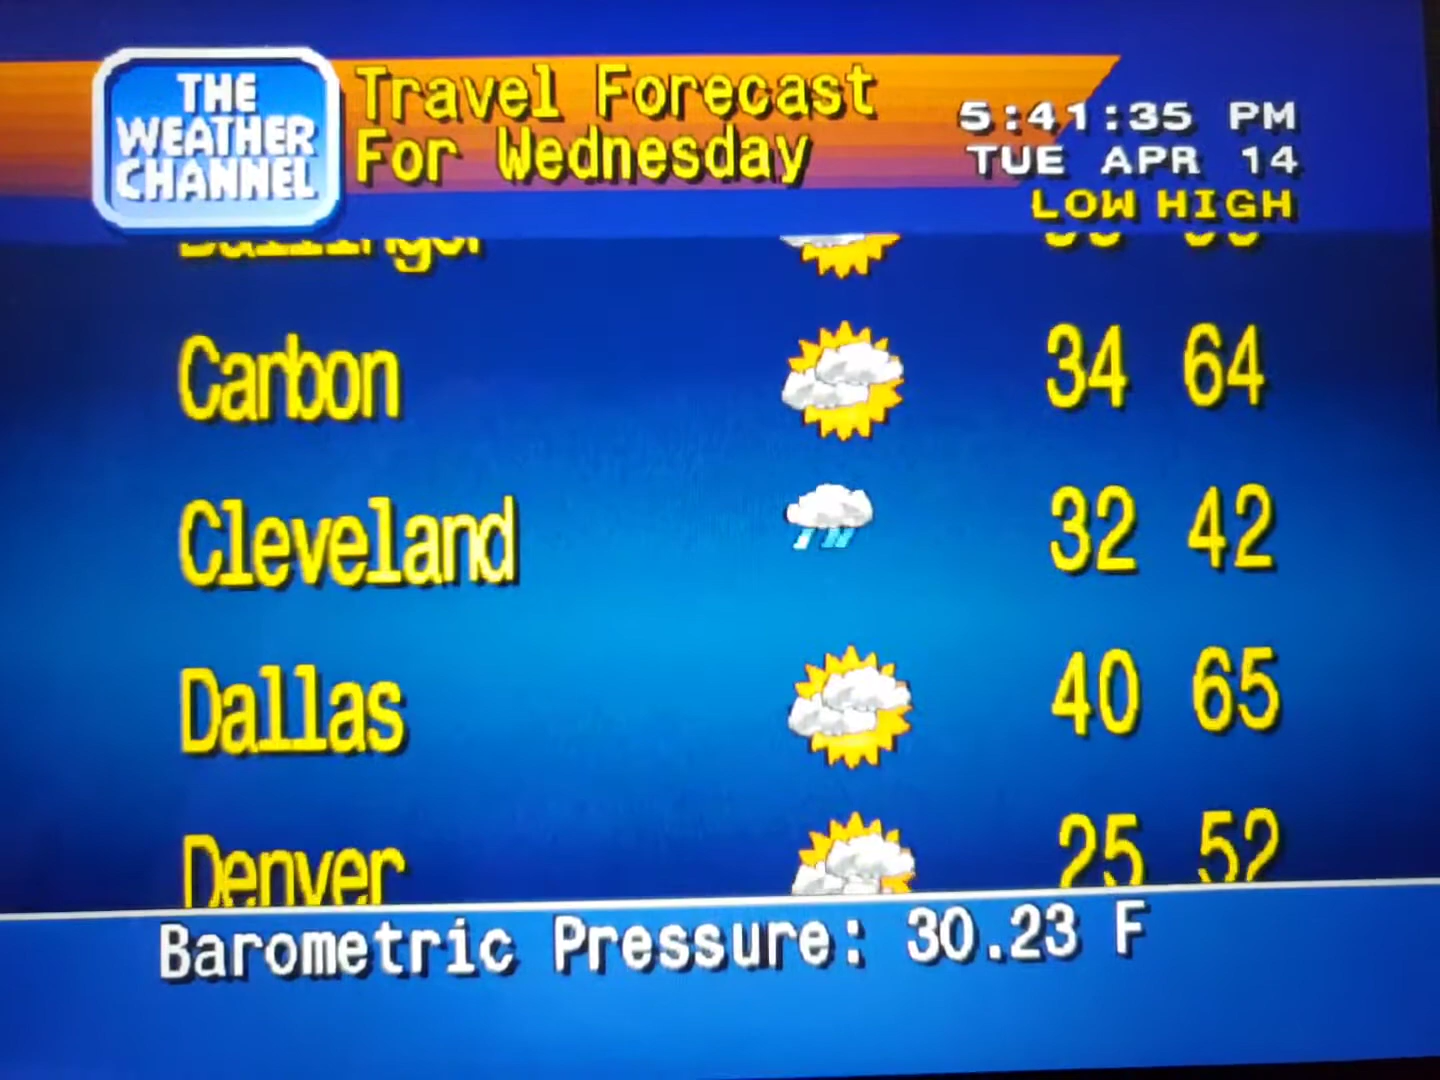 THE
WEATHER
CHANNEL
Travel Forecast
For Wednesday
5:41:35 PM
TUE APR 14
LOW HIGH
Carbon 34 64
Cleveland 32 42
Dallas 40 65
Denver 25 52
Barometric Pressure: 30.23 F